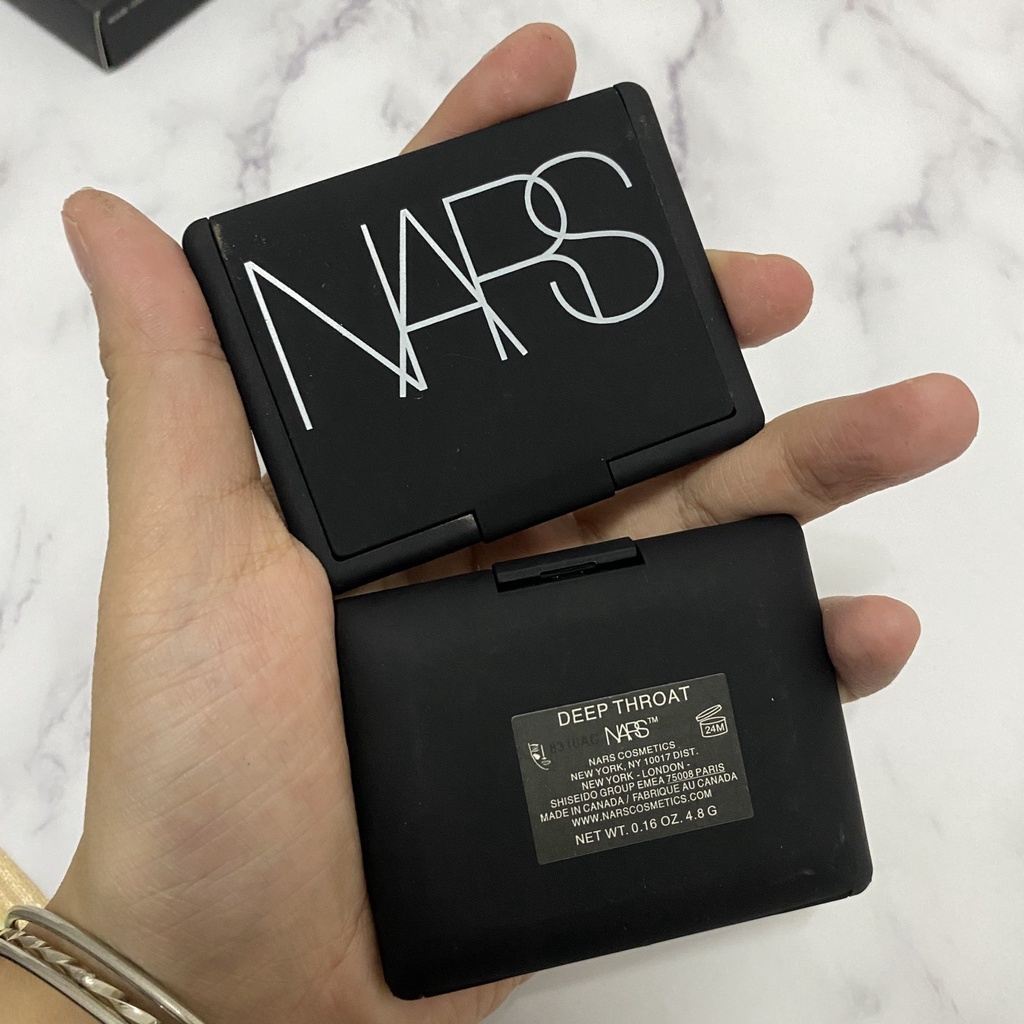 NARS
DEEP THROAT
NARS™
24M
NARS COSMETICS
NEW YORK, NY 10017 DIST.
NEW YORK - LONDON -
SHISEIDO GROUP EMEA 75008 PARIS
MADE IN CANADA / FABRIQUE AU CANADA
WWW.NARSCOSMETICS.COM
NET WT. 0.16 OZ. 4.8 G